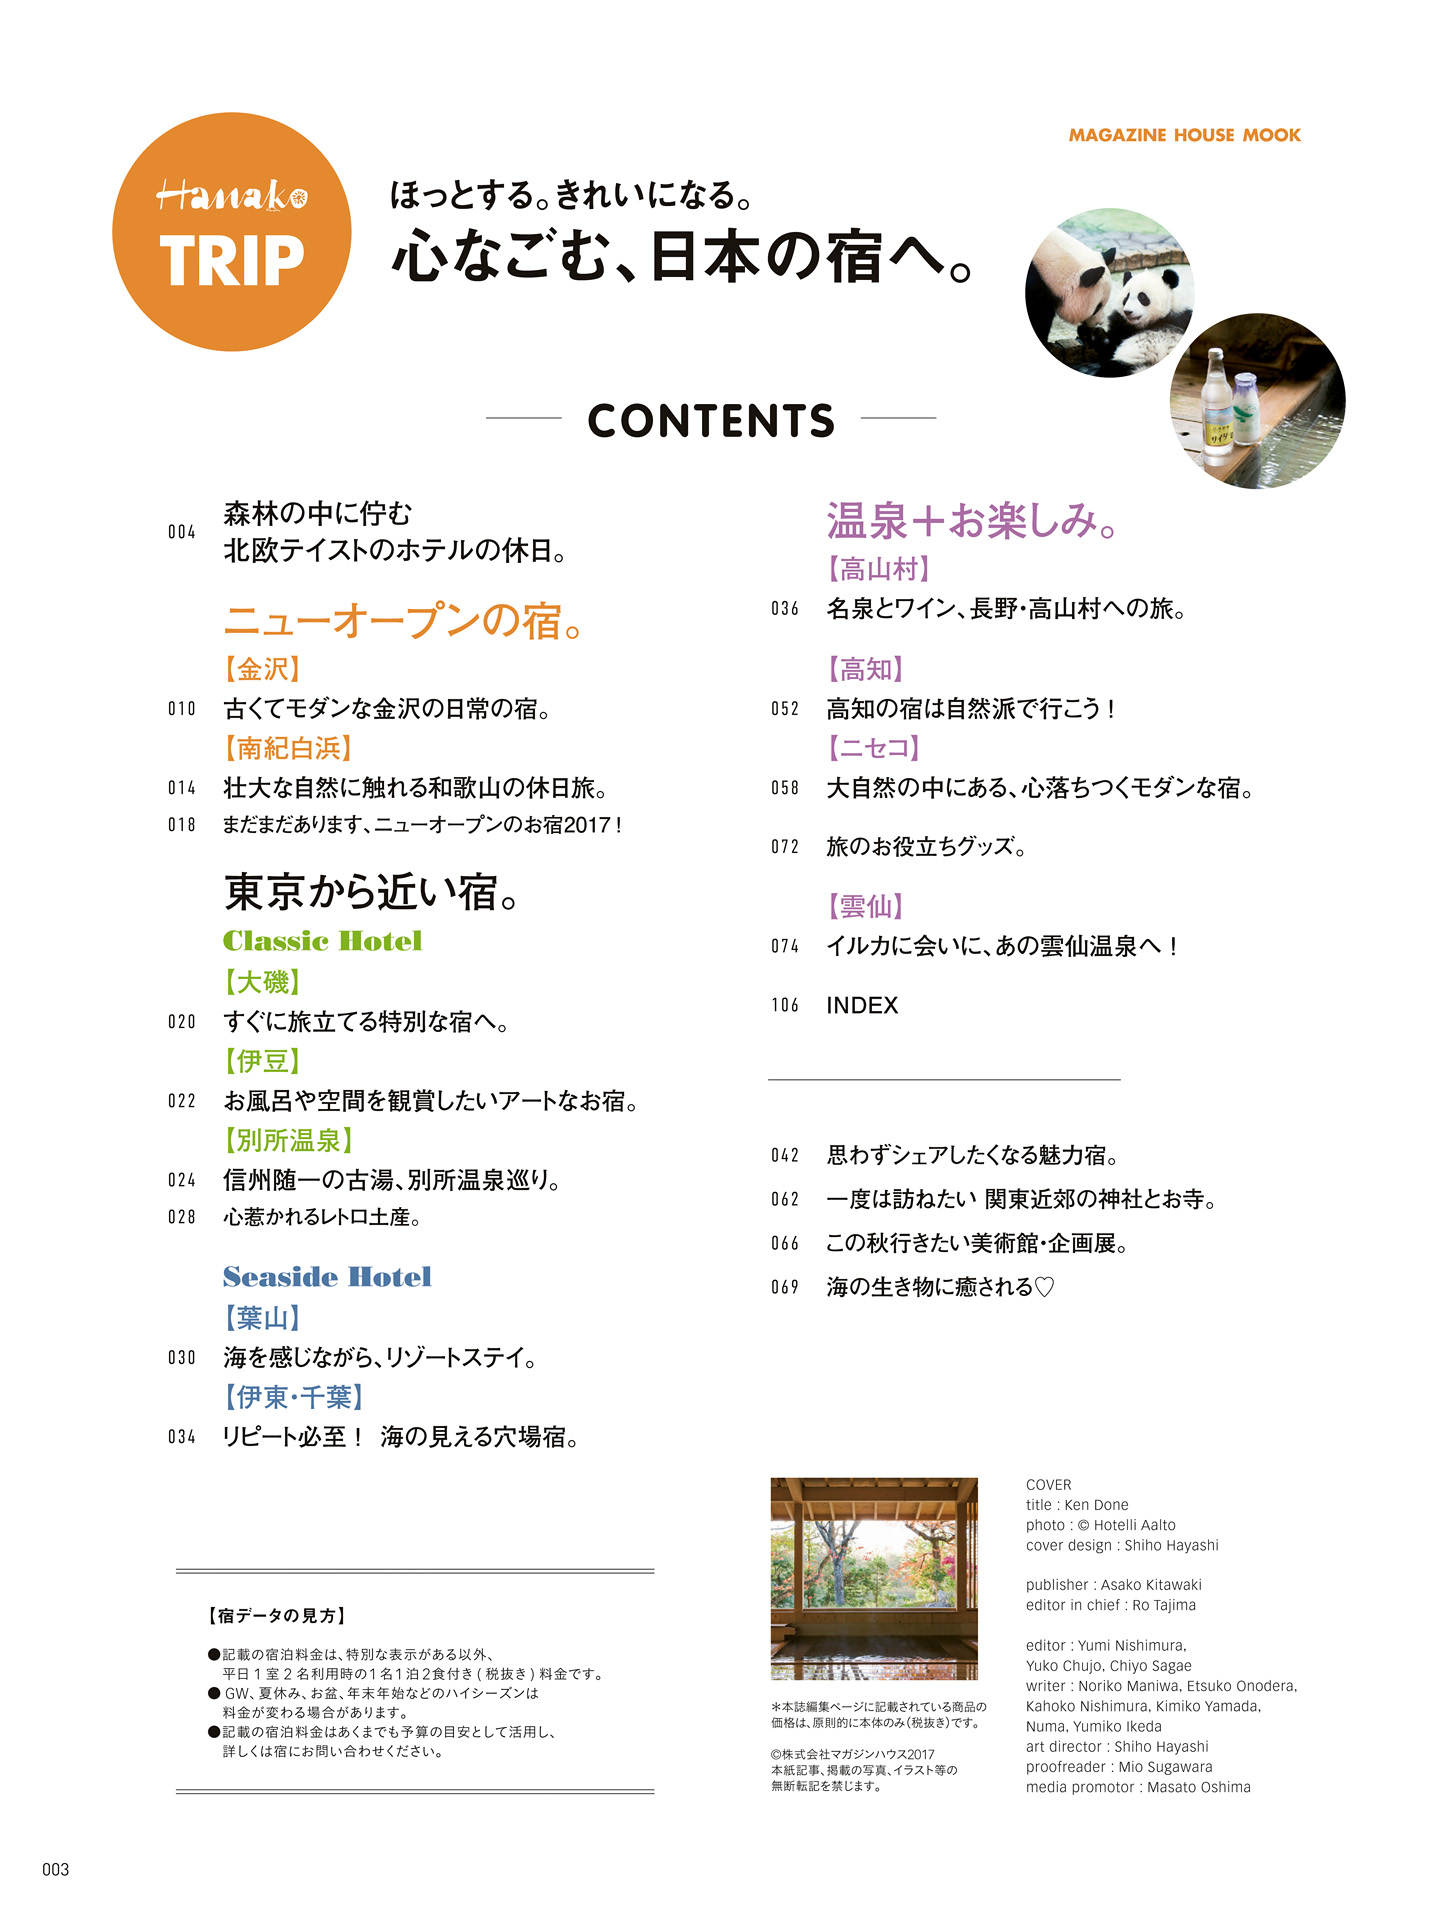 Hanako
TRIP
MAGAZINE HOUSE MOOK
ほっとする。きれいになる。
心なごむ、日本の宿へ。
CONTENTS
004
森林の中に佇む
北欧テイストのホテルの休日。
ニューオープンの宿。
【金沢】
010 古くてモダンな金沢の日常の宿。
【南紀白浜】
014 壮大な自然に触れる和歌山の休日旅。
018 まだまだあります、ニューオープンのお宿2017！
東京から近い宿。
Classic Hotel
【大磯】
020 すぐに旅立てる特別な宿へ。
【伊豆】
022 お風呂や空間を観賞したいアートなお宿。
【別所温泉】
024 信州随一の古湯、別所温泉巡り。
028 心惹かれるレトロ土産。
Seaside Hotel
【葉山】
030 海を感じながら、リゾートステイ。
【伊東・千葉】
034 リピート必至！ 海の見える穴場宿。
温泉＋お楽しみ。
【高山村】
036 名泉とワイン、長野・高山村への旅。
【高知】
052 高知の宿は自然派で行こう！
【ニセコ】
058 大自然の中にある、心落ちつくモダンな宿。
072 旅のお役立ちグッズ。
【雲仙】
074 イルカに会いに、あの雲仙温泉へ！
106 INDEX
042 思わずシェアしたくなる魅力宿。
062 一度は訪ねたい 関東近郊の神社とお寺。
066 この秋行きたい美術館・企画展。
069 海の生き物に癒される♡
【宿データの見方】
●記載の宿泊料金は、特別な表示がある以外、
平日1室2名利用時の1名1泊2食付き(税抜き)料金です。
●GW、夏休み、お盆、年末年始などのハイシーズンは
料金が変わる場合があります。
●記載の宿泊料金はあくまでも予算の目安として活用し、
詳しくは宿にお問い合わせください。
＊本誌編集ページに記載されている商品の
価格は、原則的に本体のみ（税抜き）です。
©株式会社マガジンハウス2017
本紙記事、掲載の写真、イラスト等の
無断転記を禁じます。
COVER
title : Ken Done
photo : © Hotelli Aalto
cover design : Shiho Hayashi
publisher : Asako Kitawaki
editor in chief : Ro Tajima
editor : Yumi Nishimura,
Yuko Chujo, Chiyo Sagae
writer : Noriko Maniwa, Etsuko Onodera,
Kahoko Nishimura, Kimiko Yamada,
Numa, Yumiko Ikeda
art director : Shiho Hayashi
proofreader : Mio Sugawara
media promotor : Masato Oshima
003